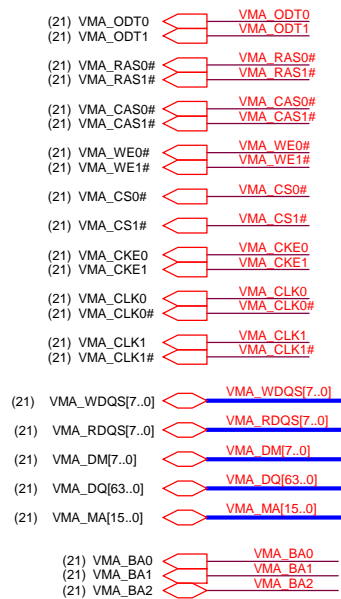 (21) VMA_ODT0 VMA_ODT0
(21) VMA_ODT1 VMA_ODT1
(21) VMA_RAS0# VMA_RAS0#
(21) VMA_RAS1# VMA_RAS1#
(21) VMA_CAS0# VMA_CAS0#
(21) VMA_CAS1# VMA_CAS1#
(21) VMA_WE0# VMA_WE0#
(21) VMA_WE1# VMA_WE1#
(21) VMA_CS0# VMA_CS0#
(21) VMA_CS1# VMA_CS1#
(21) VMA_CKE0 VMA_CKE0
(21) VMA_CKE1 VMA_CKE1
(21) VMA_CLK0 VMA_CLK0
(21) VMA_CLK0# VMA_CLK0#
(21) VMA_CLK1 VMA_CLK1
(21) VMA_CLK1# VMA_CLK1#
(21) VMA_WDQS[7..0] VMA_WDQS[7..0]
(21) VMA_RDQS[7..0] VMA_RDQS[7..0]
(21) VMA_DM[7..0] VMA_DM[7..0]
(21) VMA_DQ[63..0] VMA_DQ[63..0]
(21) VMA_MA[15..0] VMA_MA[15..0]
(21) VMA_BA0 VMA_BA0
(21) VMA_BA1 VMA_BA1
(21) VMA_BA2 VMA_BA2